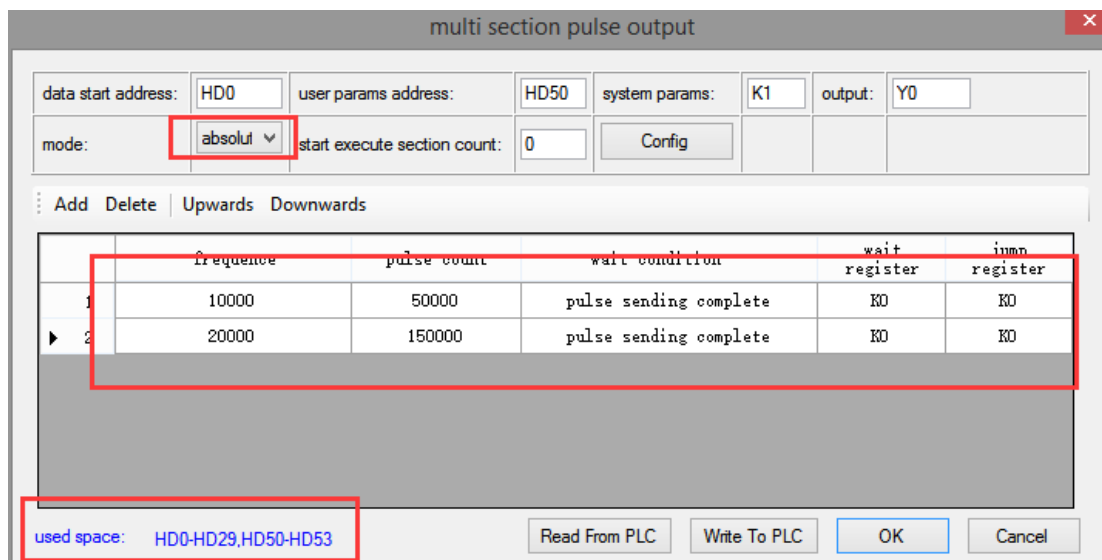 multi section pulse output
data start address: HD0 user params address: HD50 system params: K1 output: Y0
mode: absolut start execute section count: 0 Config
Add Delete Upwards Downwards
frequence pulse count wait condition wait register jump register
1 10000 50000 pulse sending complete K0 K0
2 20000 150000 pulse sending complete K0 K0
used space: HD0-HD29,HD50-HD53 Read From PLC Write To PLC OK Cancel